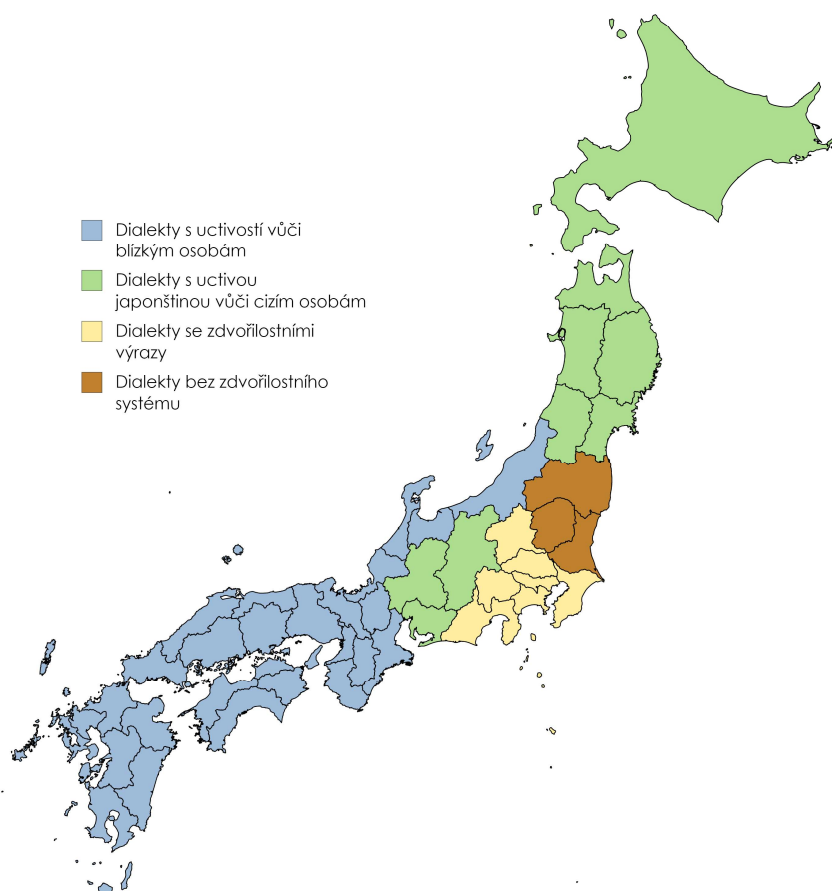 Dialekty s uctivostí vůči
blízkým osobám
Dialekty s uctivou
japonštinou vůči cizím osobám
Dialekty se zdvořilostními
výrazy
Dialekty bez zdvořilostního
systému